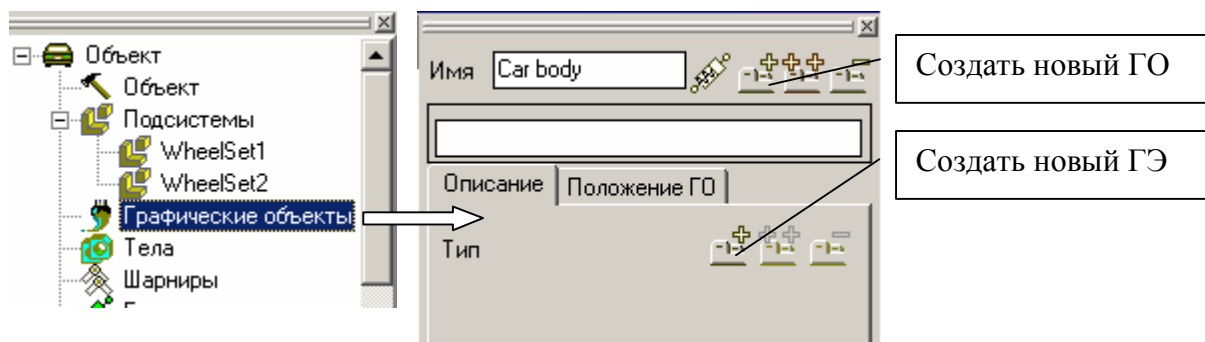 Объект
Объект
Подсистемы
WheelSet1
WheelSet2
Графические объекты
Тела
Шарниры
Имя
Car body
Описание
Положение ГО
Тип
Создать новый ГО
Создать новый ГЭ